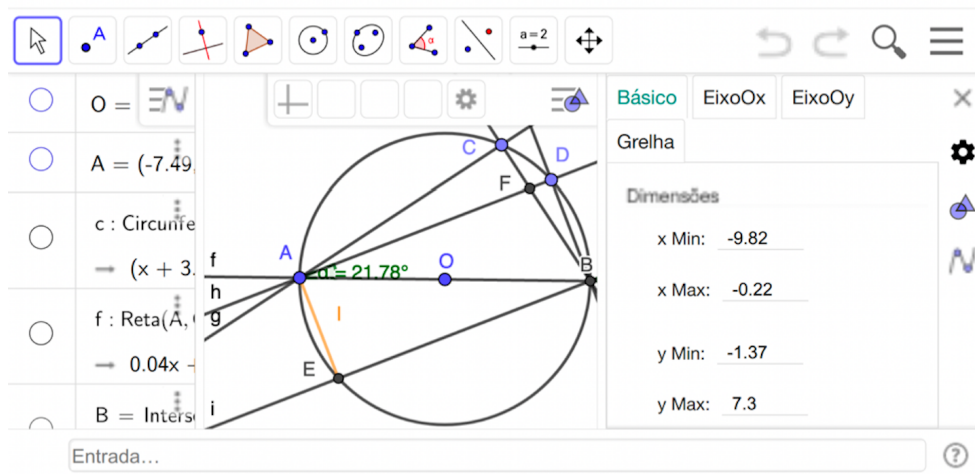 A
α
a = 2
O =
A = (-7.49
c : Circunfe
→ (x + 3.
f : Reta(A,
→ 0.04x
B = Interse
C
D
F
A
O
B
α = 21.78°
f
h
g
l
E
i
Básico
EixoOx
EixoOy
Grelha
Dimensões
x Min: -9.82
x Max: -0.22
y Min: -1.37
y Max: 7.3
Entrada…
?